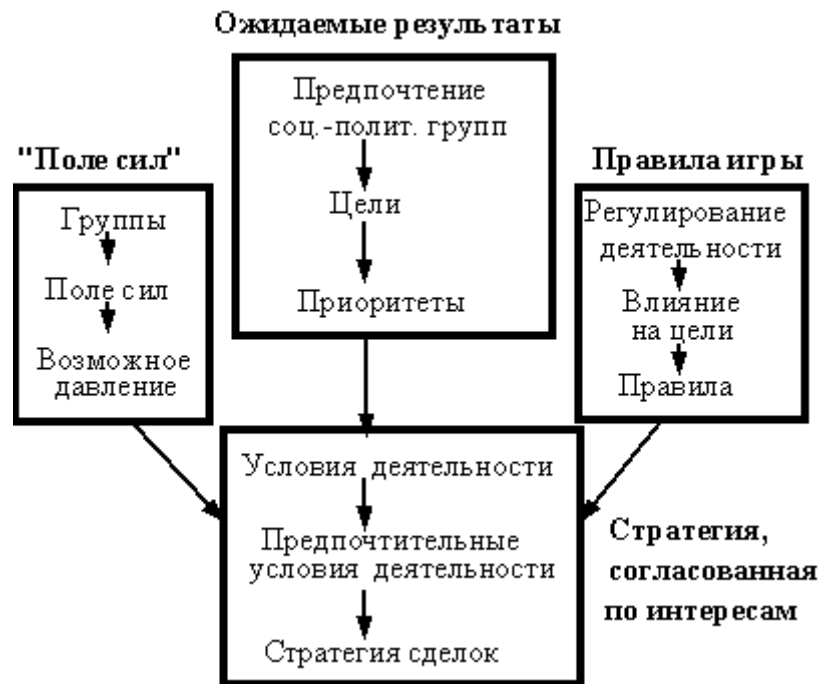 Ожидаемые результаты
Предпочтение
соц.-полит. групп
Цели
Приоритеты
"Поле сил"
Группы
Поле сил
Возможное
давление
Правила игры
Регулирование
деятельности
Влияние
на цели
Правила
Условия деятельности
Предпочтительные
условия деятельности
Стратегия сделок
Стратегия,
согласованная
по интересам